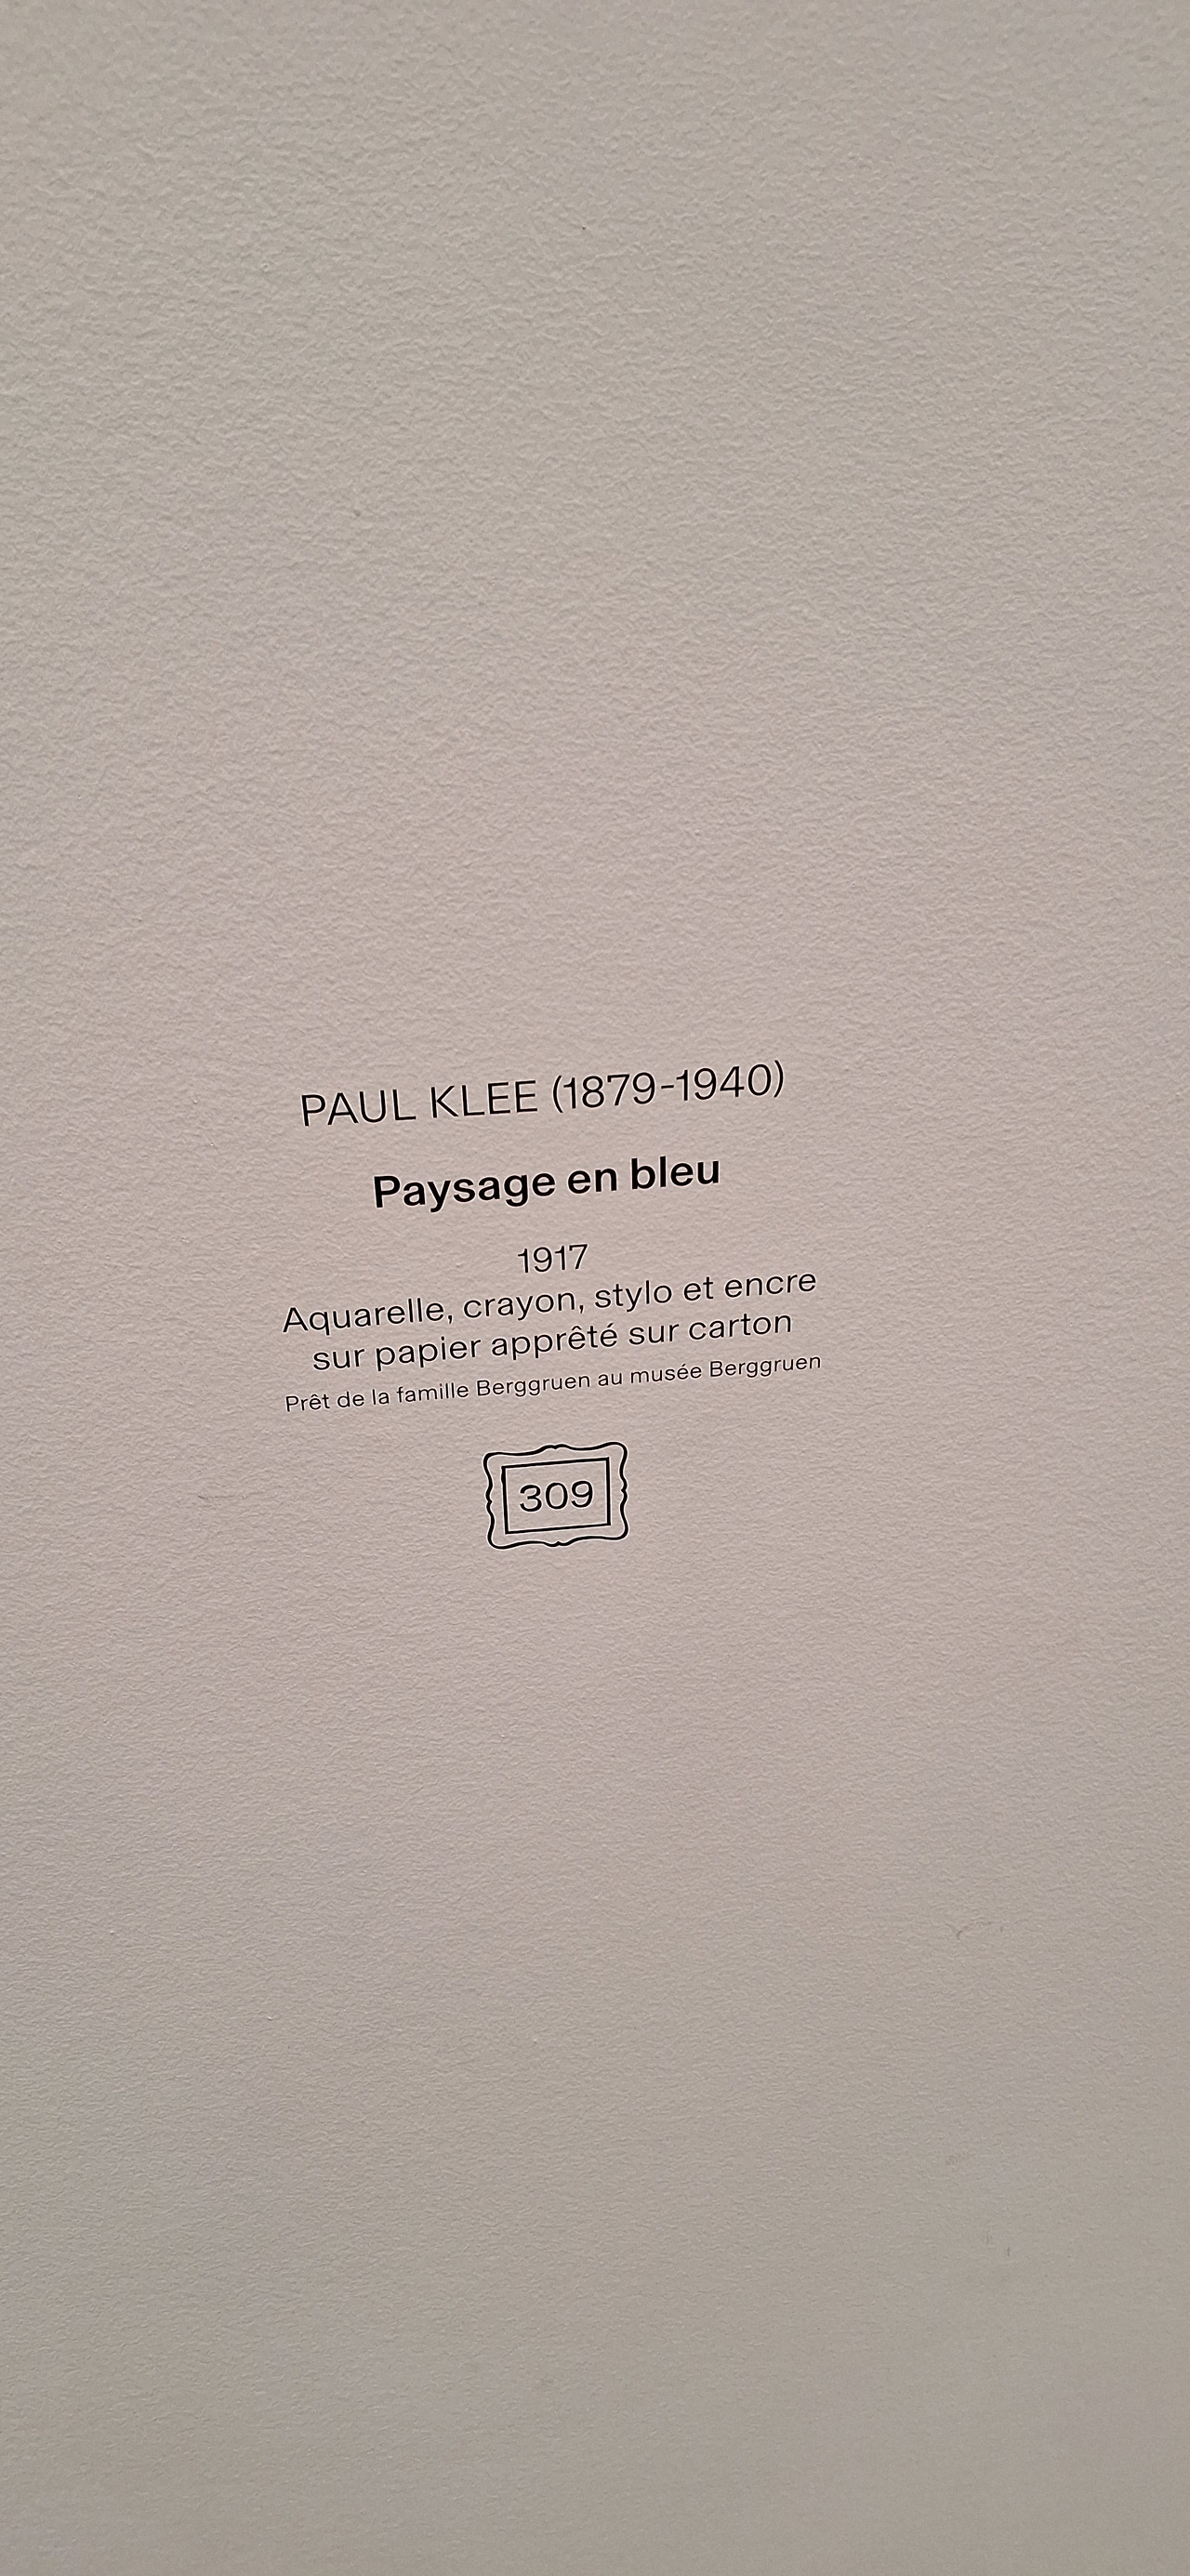 PAUL KLEE (1879-1940)
Paysage en bleu
1917
Aquarelle, crayon, stylo et encre
sur papier apprêté sur carton
Prêt de la famille Berggruen au musée Berggruen
309